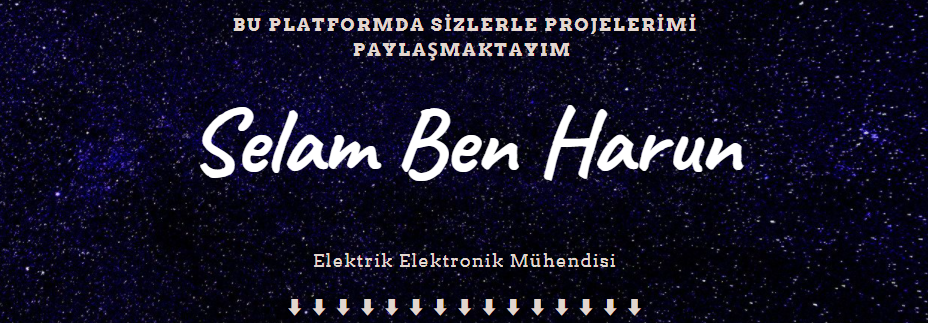 BU PLATFORMDA SİZLERLE PROJELERİMİ
PAYLAŞMAKTAYIM
Selam Ben Harun
Elektrik Elektronik Mühendisi